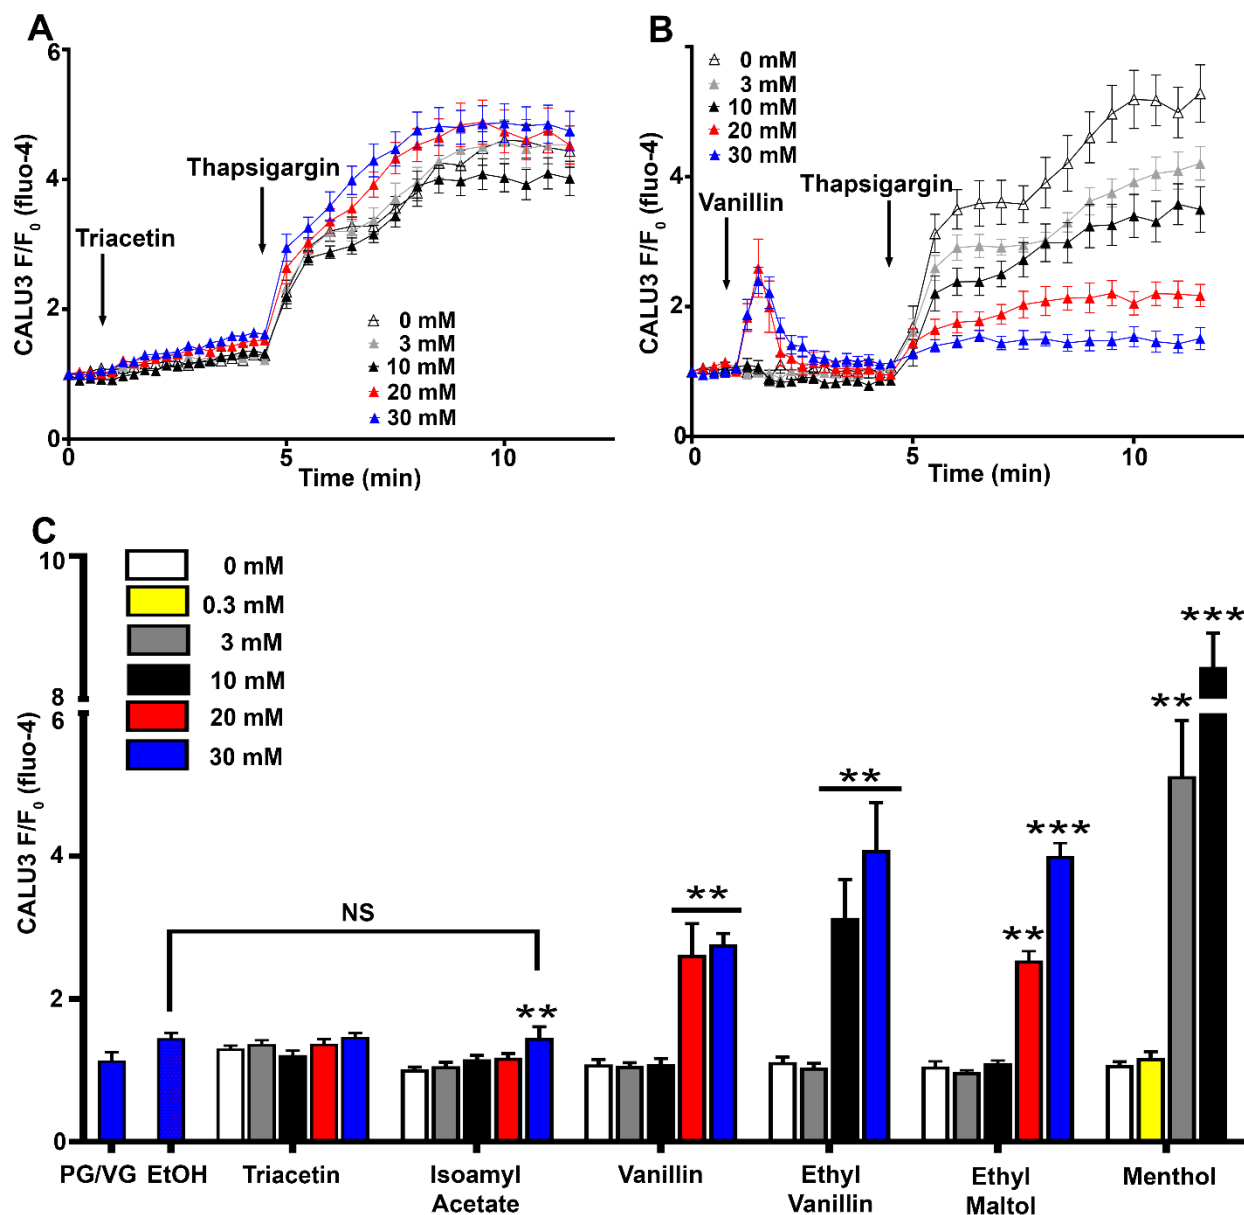 A
CALU3 F/F0 (fluo-4)
6
4
2
0
Triacetin
Thapsigargin
0 mM
3 mM
10 mM
20 mM
30 mM
0
5
10
Time (min)
B
CALU3 F/F0 (fluo-4)
4
2
0
0 mM
3 mM
10 mM
20 mM
30 mM
Vanillin
Thapsigargin
0
5
10
Time (min)
C
CALU3 F/F0 (fluo-4)
10
8
6
4
2
0
0 mM
0.3 mM
3 mM
10 mM
20 mM
30 mM
NS
**
**
**
**
***
**
***
PG/VG
EtOH
Triacetin
Isoamyl
Acetate
Vanillin
Ethyl
Vanillin
Ethyl
Maltol
Menthol